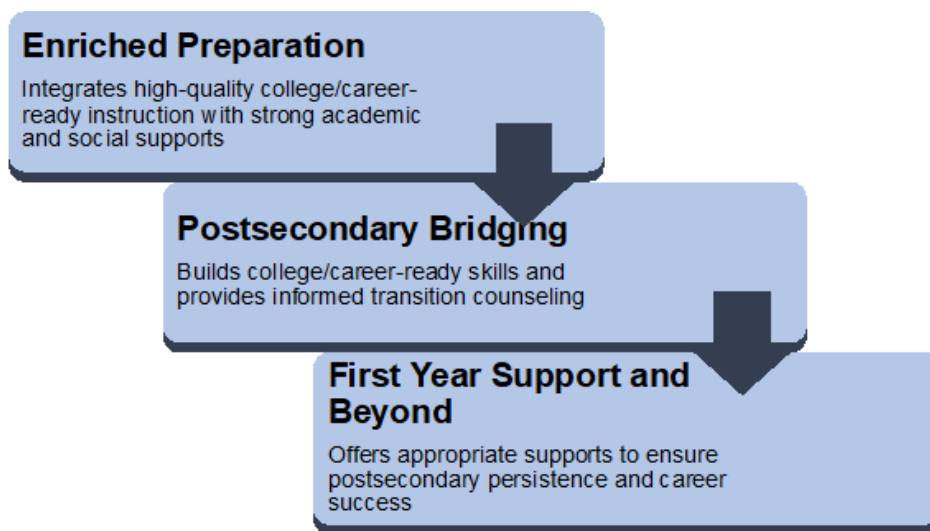 Enriched Preparation
Integrates high-quality college/career-
ready instruction with strong academic
and social supports
Postsecondary Bridging
Builds college/career-ready skills and
provides informed transition counseling
First Year Support and
Beyond
Offers appropriate supports to ensure
postsecondary persistence and career
success